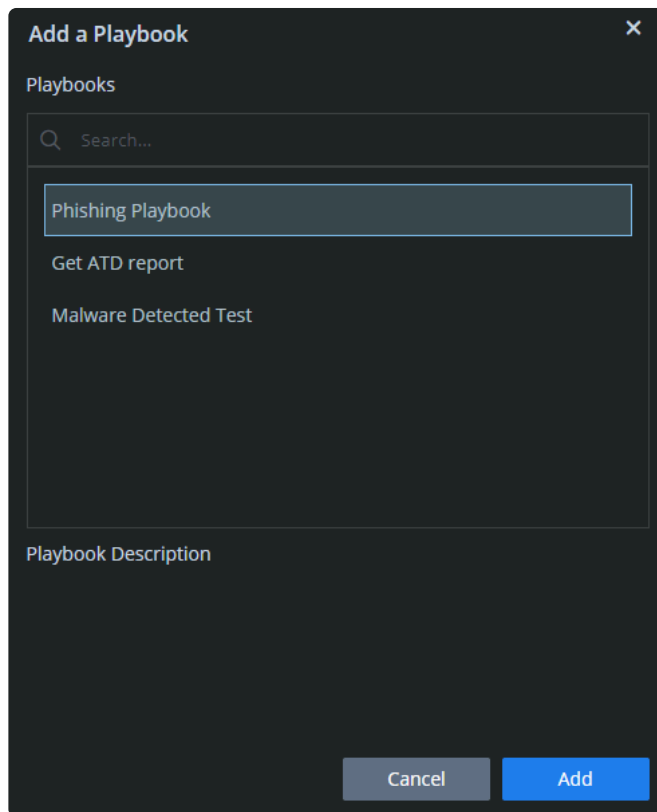 Add a Playbook
Playbooks
Search...
Phishing Playbook
Get ATD report
Malware Detected Test
Playbook Description
Cancel Add